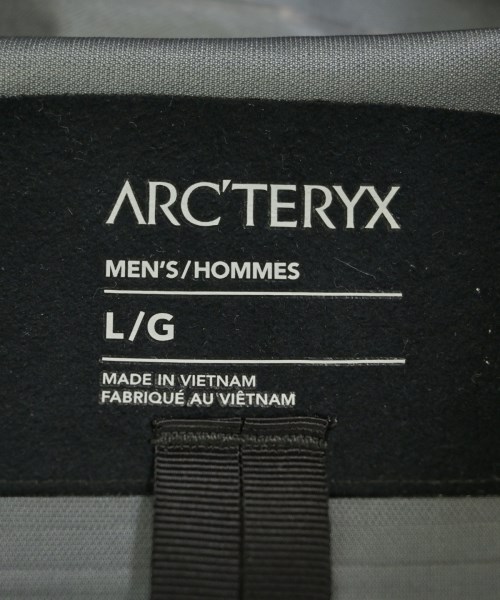 ARC'TERYX
MEN'S/HOMMES
L/G
MADE IN VIETNAM
FABRIQUÉ AU VIÊTNAM